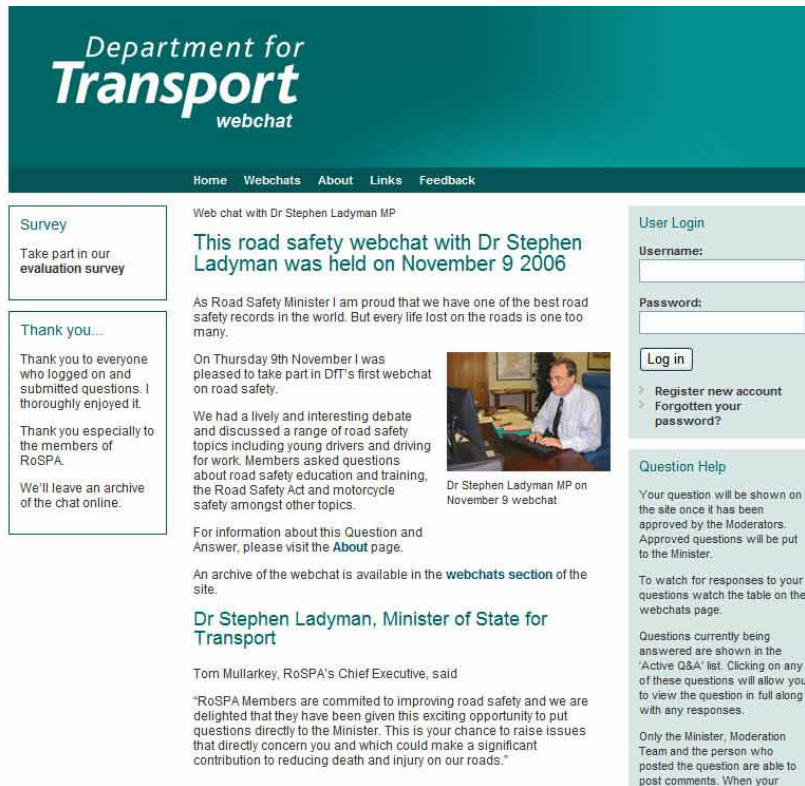 Department for
Transport
webchat
Home Webchats About Links Feedback
Survey
Take part in our
evaluation survey
Thank you...
Thank you to everyone
who logged on and
submitted questions. I
thoroughly enjoyed it.
Thank you especially to
the members of
RoSPA.
We'll leave an archive
of the chat online.
Web chat with Dr Stephen Ladyman MP
This road safety webchat with Dr Stephen
Ladyman was held on November 9 2006
As Road Safety Minister I am proud that we have one of the best road
safety records in the world. But every life lost on the roads is one too
many.
On Thursday 9th November I was
pleased to take part in DfT's first webchat
on road safety.
We had a lively and interesting debate
and discussed a range of road safety
topics including young drivers and driving
for work. Members asked questions
about road safety education and training,
the Road Safety Act and motorcycle
safety amongst other topics.
Dr Stephen Ladyman MP on
November 9 webchat
For information about this Question and
Answer, please visit the About page.
An archive of the webchat is available in the webchats section of the
site.
Dr Stephen Ladyman, Minister of State for
Transport
Tom Mullarkey, RoSPA's Chief Executive, said
"RoSPA Members are commited to improving road safety and we are
delighted that they have been given this exciting opportunity to put
questions directly to the Minister. This is your chance to raise issues
that directly concern you and which could make a significant
contribution to reducing death and injury on our roads."
User Login
Username:
Password:
Log in
Register new account
Forgotten your
password?
Question Help
Your question will be shown on
the site once it has been
approved by the Moderators.
Approved questions will be put
to the Minister.
To watch for responses to your
questions watch the table on the
webchats page.
Questions currently being
answered are shown in the
'Active Q&A' list. Clicking on any
of these questions will allow you
to view the question in full along
with any responses.
Only the Minister, Moderation
Team and the person who
posted the question are able to
post comments. When your